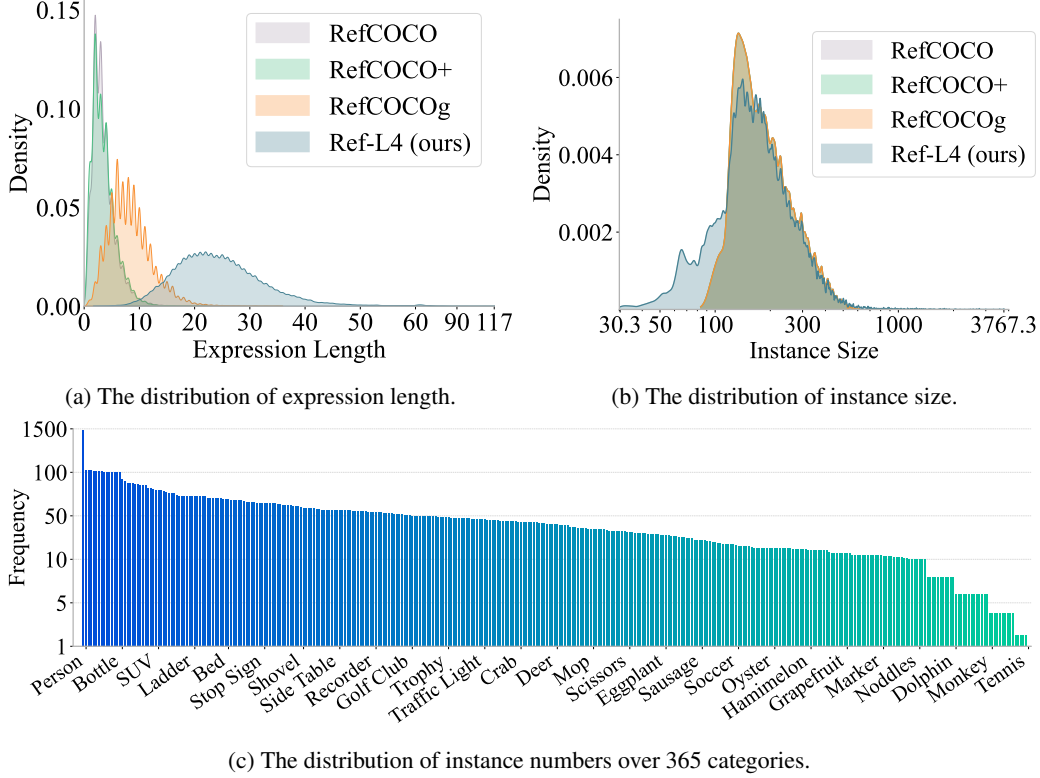 0.15
0.10
0.05
0.00
Density
RefCOCO
RefCOCO+
RefCOCOg
Ref-L4 (ours)
0 10 20 30 40 50 60 90 117
Expression Length
(a) The distribution of expression length.
0.006
0.004
0.002
Density
RefCOCO
RefCOCO+
RefCOCOg
Ref-L4 (ours)
30.3 50 100 300 1000 3767.3
Instance Size
(b) The distribution of instance size.
1500
100
50
10
5
1
Frequency
Person
Bottle
SUV
Ladder
Bed
Stop Sign
Shovel
Side Table
Recorder
Golf Club
Trophy
Traffic Light
Crab
Deer
Mop
Scissors
Eggplant
Sausage
Soccer
Oyster
Hamimelon
Grapefruit
Marker
Noodles
Dolphin
Monkey
Tennis
(c) The distribution of instance numbers over 365 categories.